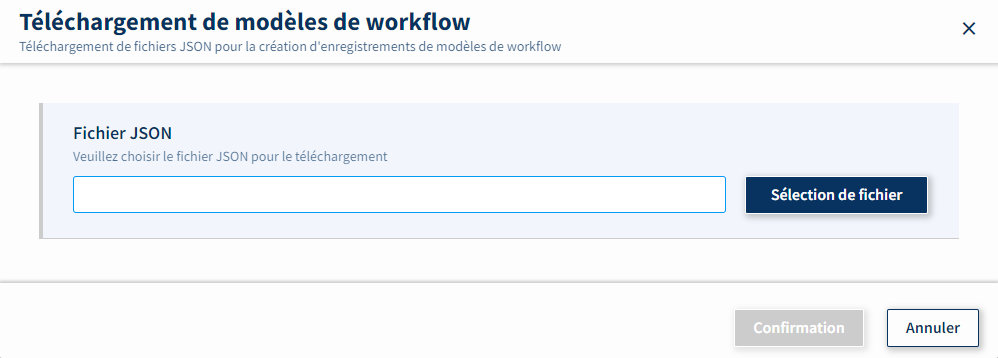 Téléchargement de modèles de workflow
Téléchargement de fichiers JSON pour la création d'enregistrements de modèles de workflow
Fichier JSON
Veuillez choisir le fichier JSON pour le téléchargement
Sélection de fichier
Confirmation
Annuler